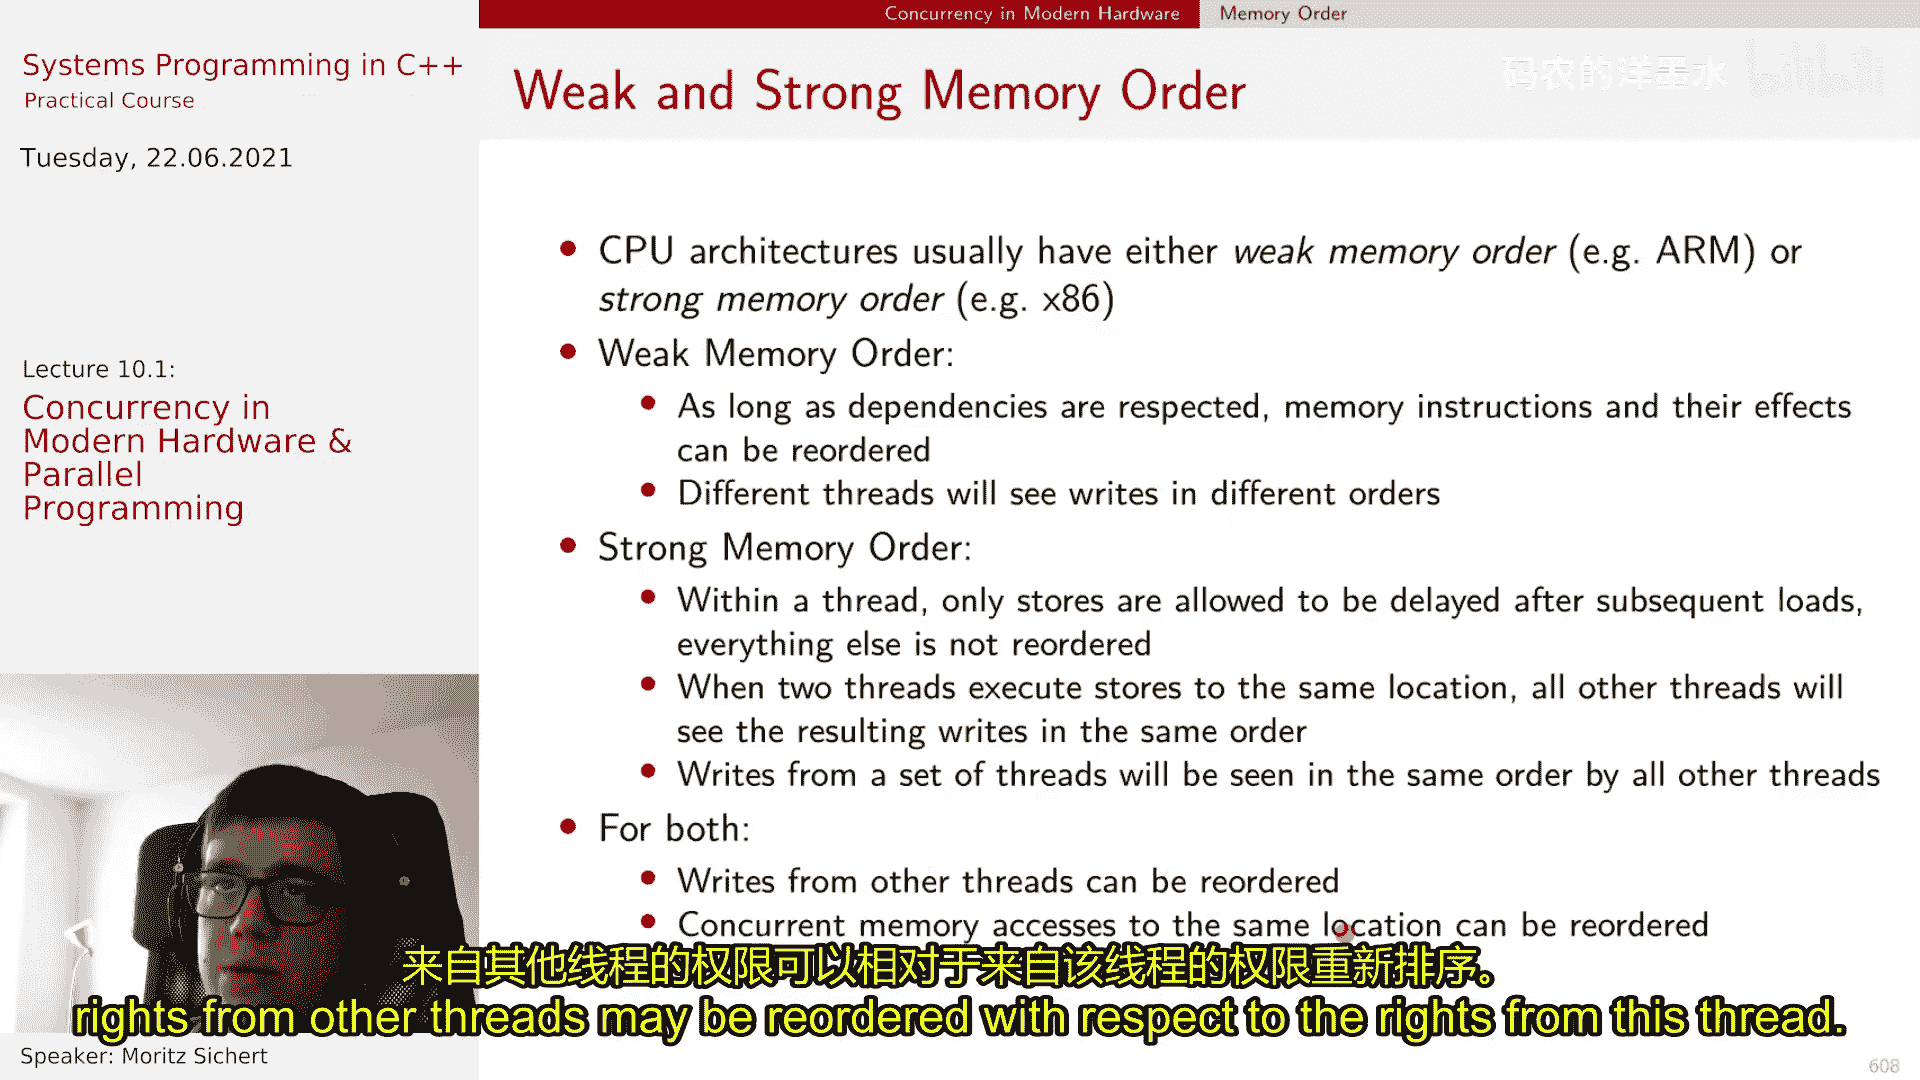 Concurrency in Modern Hardware
Memory Order
Systems Programming in C++
Practical Course
Tuesday, 22.06.2021
Lecture 10.1:
Concurrency in
Modern Hardware &
Parallel
Programming
Weak and Strong Memory Order
码农的洋墨水
bilibili
• CPU architectures usually have either weak memory order (e.g. ARM) or
strong memory order (e.g. x86)
• Weak Memory Order:
• As long as dependencies are respected, memory instructions and their effects
can be reordered
• Different threads will see writes in different orders
• Strong Memory Order:
• Within a thread, only stores are allowed to be delayed after subsequent loads,
everything else is not reordered
• When two threads execute stores to the same location, all other threads will
see the resulting writes in the same order
• Writes from a set of threads will be seen in the same order by all other threads
• For both:
• Writes from other threads can be reordered
• Concurrent memory accesses to the same location can be reordered
来自其他线程的权限可以相对于来自该线程的权限重新排序。
rights from other threads may be reordered with respect to the rights from this thread.
Speaker: Moritz Sichert
608